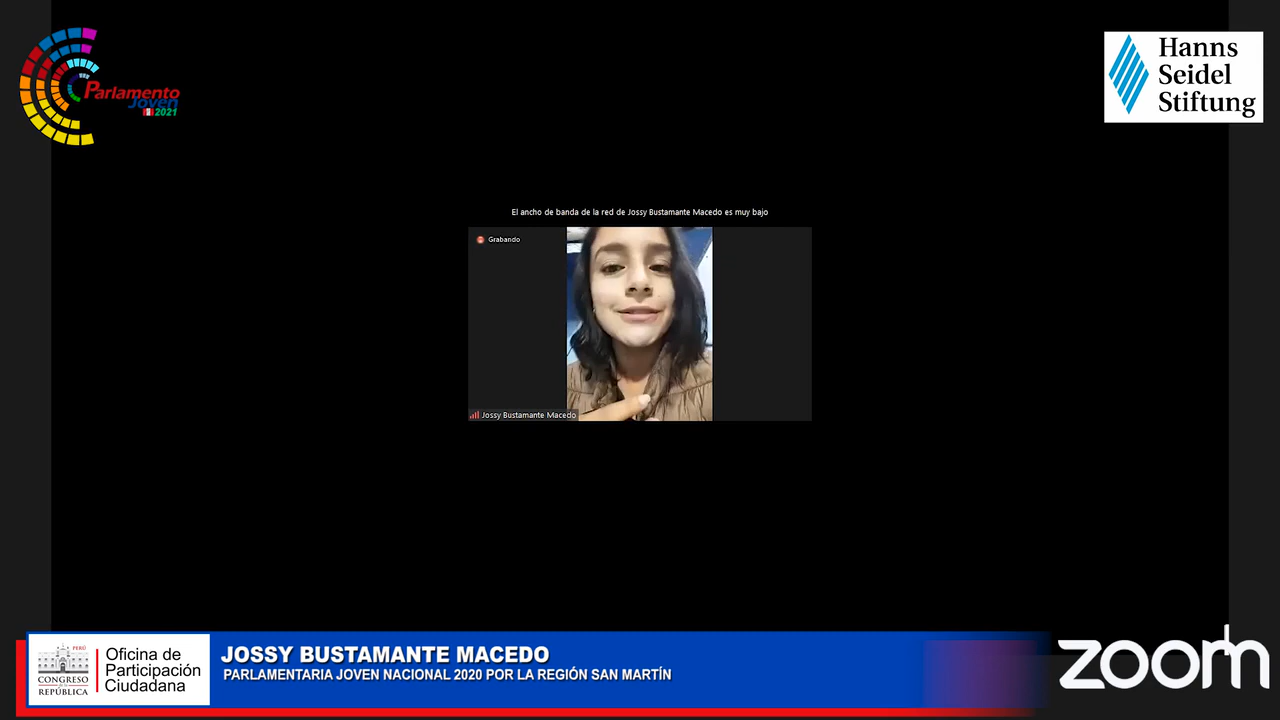 Parlamento
Joven
2021
Hanns
Seidel
Stiftung
El ancho de banda de la red de Jossy Bustamante Macedo es muy bajo
Grabando
Jossy Bustamante Macedo
PERÚ
CONGRESO
de la
REPÚBLICA
Oficina de
Participación
Ciudadana
JOSSY BUSTAMANTE MACEDO
PARLAMENTARIA JOVEN NACIONAL 2020 POR LA REGIÓN SAN MARTÍN
zoom